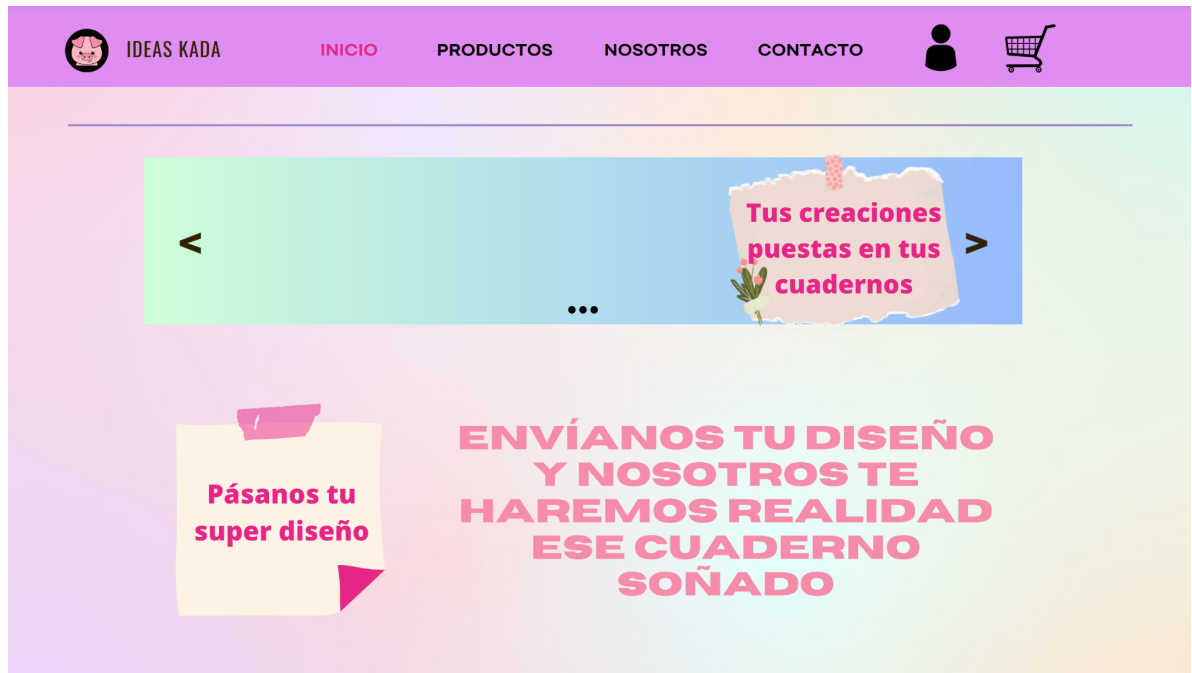 IDEAS KADA
INICIO
PRODUCTOS
NOSOTROS
CONTACTO
<
Tus creaciones
puestas en tus
cuadernos
>
...
Pásanos tu
super diseño
ENVÍANOS TU DISEÑO
Y NOSOTROS TE
HAREMOS REALIDAD
ESE CUADERNO
SOÑADO